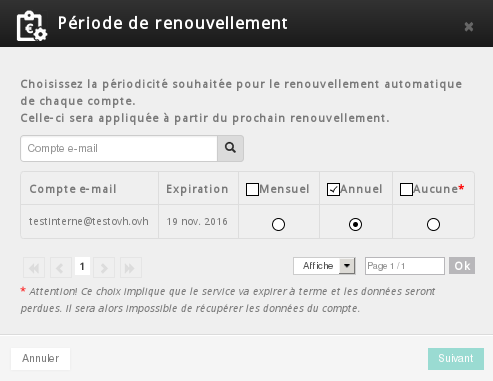 Période de renouvellement
Choisissez la périodicité souhaitée pour le renouvellement automatique
de chaque compte.
Celle-ci sera appliquée à partir du prochain renouvellement.
Compte e-mail
Compte e-mail Expiration Mensuel Annuel Aucune*
testinterne@testovh.ovh 19 nov. 2016
1 Affiche Page 1 / 1 Ok
* Attention! Ce choix implique que le service va expirer à terme et les données seront
perdues. Il sera alors impossible de récupérer les données du compte.
Annuler Suivant